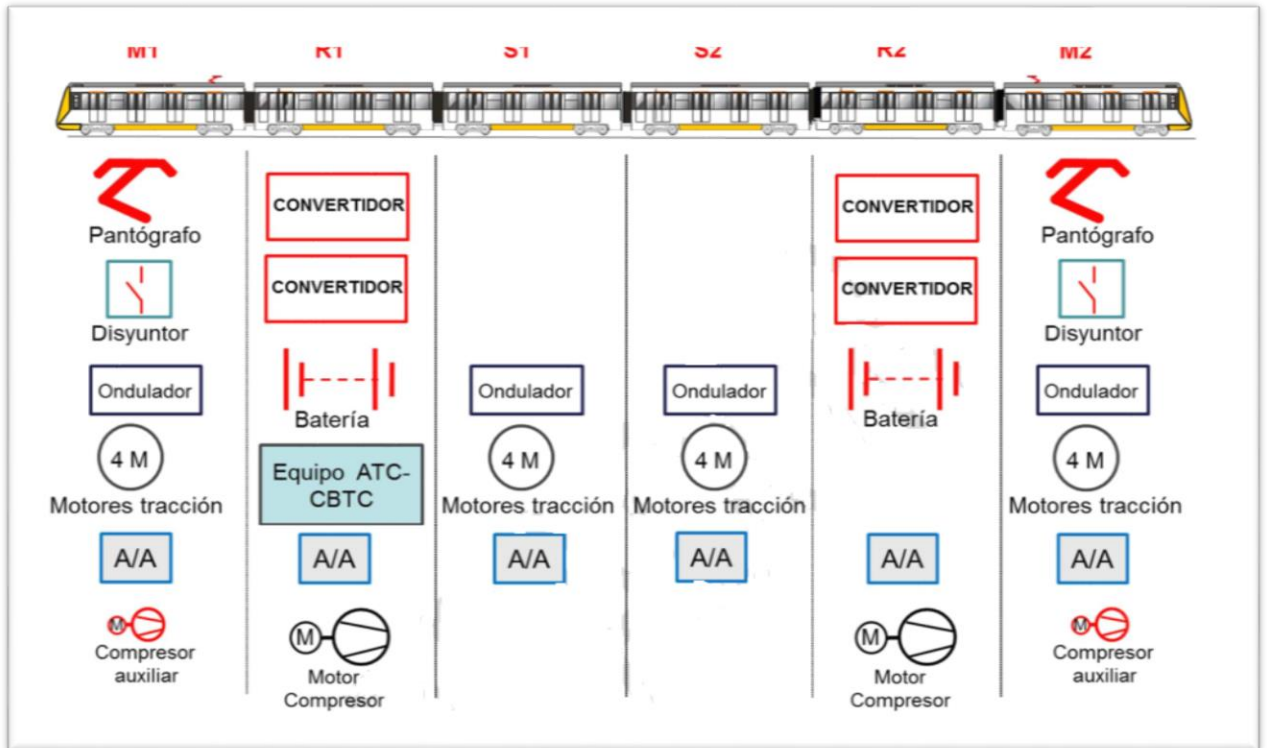 M1 R1 S1 S2 R2 M2
Pantógrafo
Disyuntor
Ondulador
4 M
Motores tracción
A/A
M
Compresor
auxiliar
CONVERTIDOR
CONVERTIDOR
Batería
Equipo ATC-
CBTC
A/A
M
Motor
Compresor
Ondulador
4 M
Motores tracción
A/A
Ondulador
4 M
Motores tracción
A/A
CONVERTIDOR
CONVERTIDOR
Batería
A/A
M
Motor
Compresor
Pantógrafo
Disyuntor
Ondulador
4 M
Motores tracción
A/A
M
Compresor
auxiliar